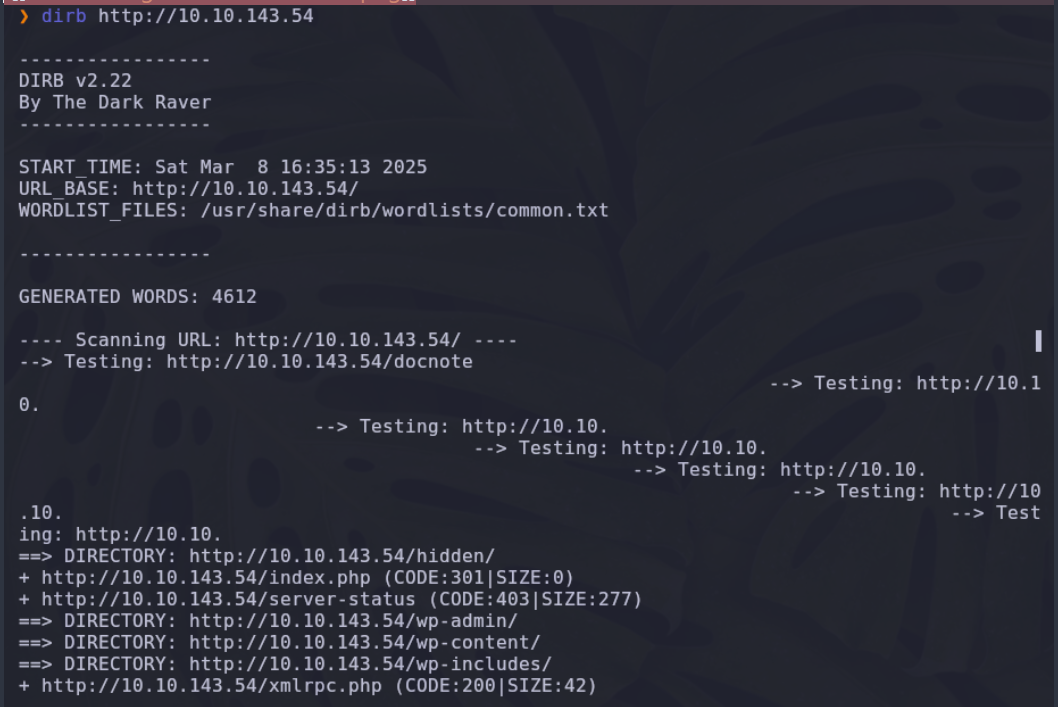 ❯ dirb http://10.10.143.54
-----------------
DIRB v2.22
By The Dark Raver
-----------------
START_TIME: Sat Mar  8 16:35:13 2025
URL_BASE: http://10.10.143.54/
WORDLIST_FILES: /usr/share/dirb/wordlists/common.txt
-----------------
GENERATED WORDS: 4612
---- Scanning URL: http://10.10.143.54/ ----
--> Testing: http://10.10.143.54/docnote
--> Testing: http://10.1
0.
--> Testing: http://10.10.
--> Testing: http://10.10.
--> Testing: http://10.10.
--> Testing: http://10
.10.                                                                                --> Test
ing: http://10.10.
==> DIRECTORY: http://10.10.143.54/hidden/
+ http://10.10.143.54/index.php (CODE:301|SIZE:0)
+ http://10.10.143.54/server-status (CODE:403|SIZE:277)
==> DIRECTORY: http://10.10.143.54/wp-admin/
==> DIRECTORY: http://10.10.143.54/wp-content/
==> DIRECTORY: http://10.10.143.54/wp-includes/
+ http://10.10.143.54/xmlrpc.php (CODE:200|SIZE:42)